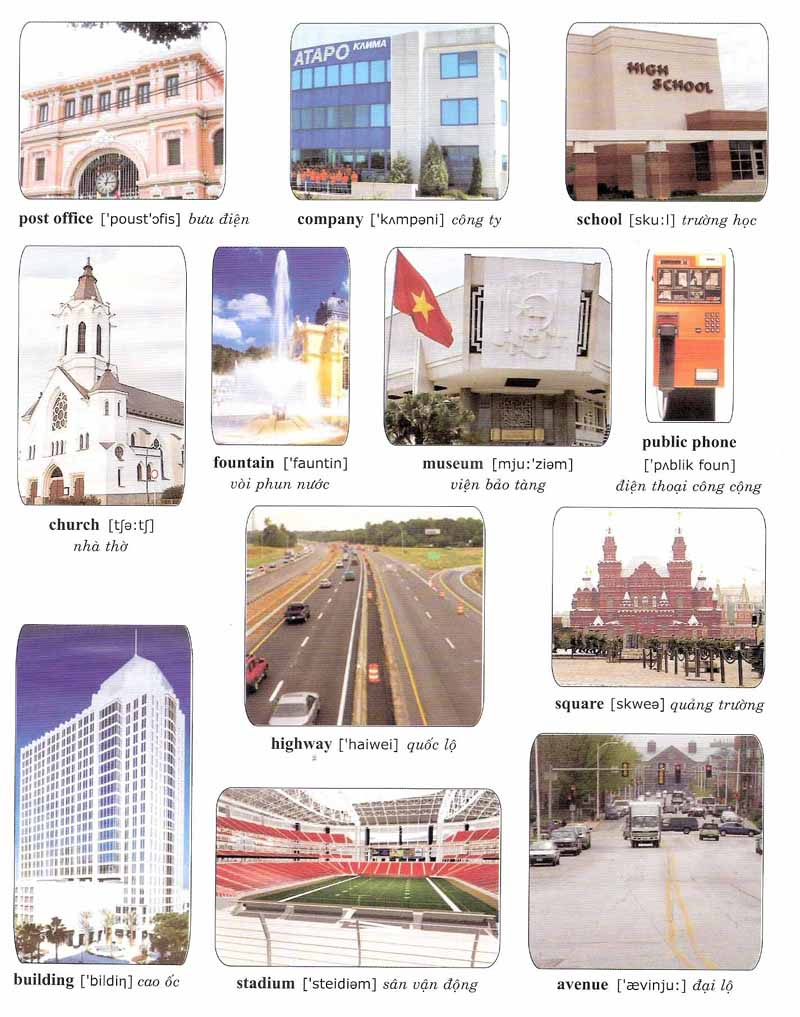 ATAPO КЛИМА
HIGH
SCHOOL
post office ['poust'ɔfis] bưu điện
company ['kʌmpəni] công ty
school [sku:l] trường học
fountain ['fauntin]
vòi phun nước
museum [mju:'ziəm]
viện bảo tàng
public phone
['pʌblik foun]
điện thoại công cộng
church [tʃə:tʃ]
nhà thờ
highway ['haiwei] quốc lộ
square [skweə] quảng trường
building ['bildiŋ] cao ốc
stadium ['steidiəm] sân vận động
avenue ['ævinju:] đại lộ